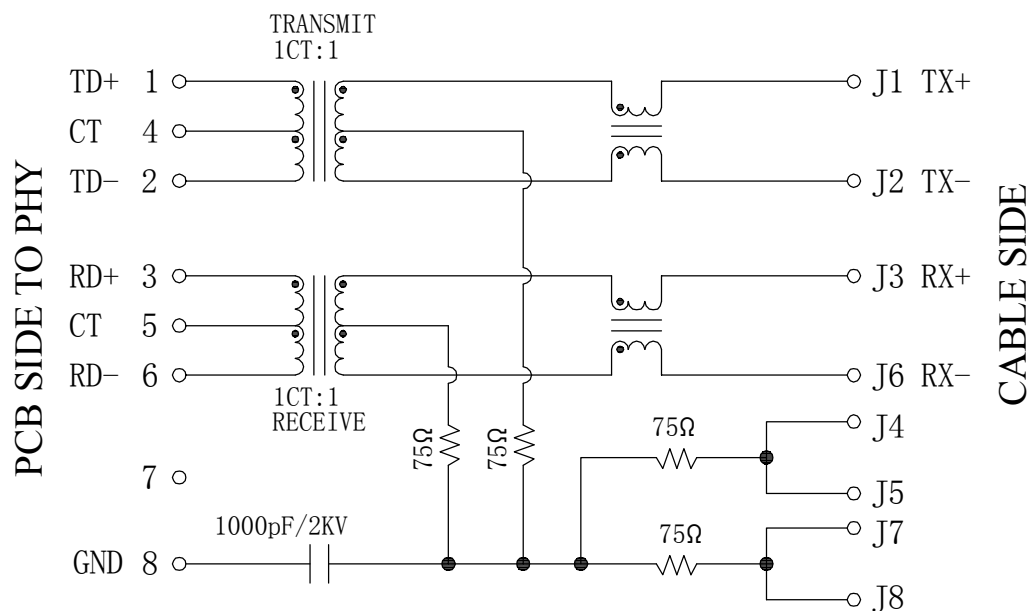 TRANSMIT
1CT:1
TD+ 1
CT 4
TD- 2
J1 TX+
J2 TX-
RD+ 3
CT 5
RD- 6
J3 RX+
J6 RX-
1CT:1
RECEIVE
PCB SIDE TO PHY
CABLE SIDE
75Ω
75Ω
75Ω
J4
J5
7
1000pF/2KV
75Ω
J7
GND 8
J8